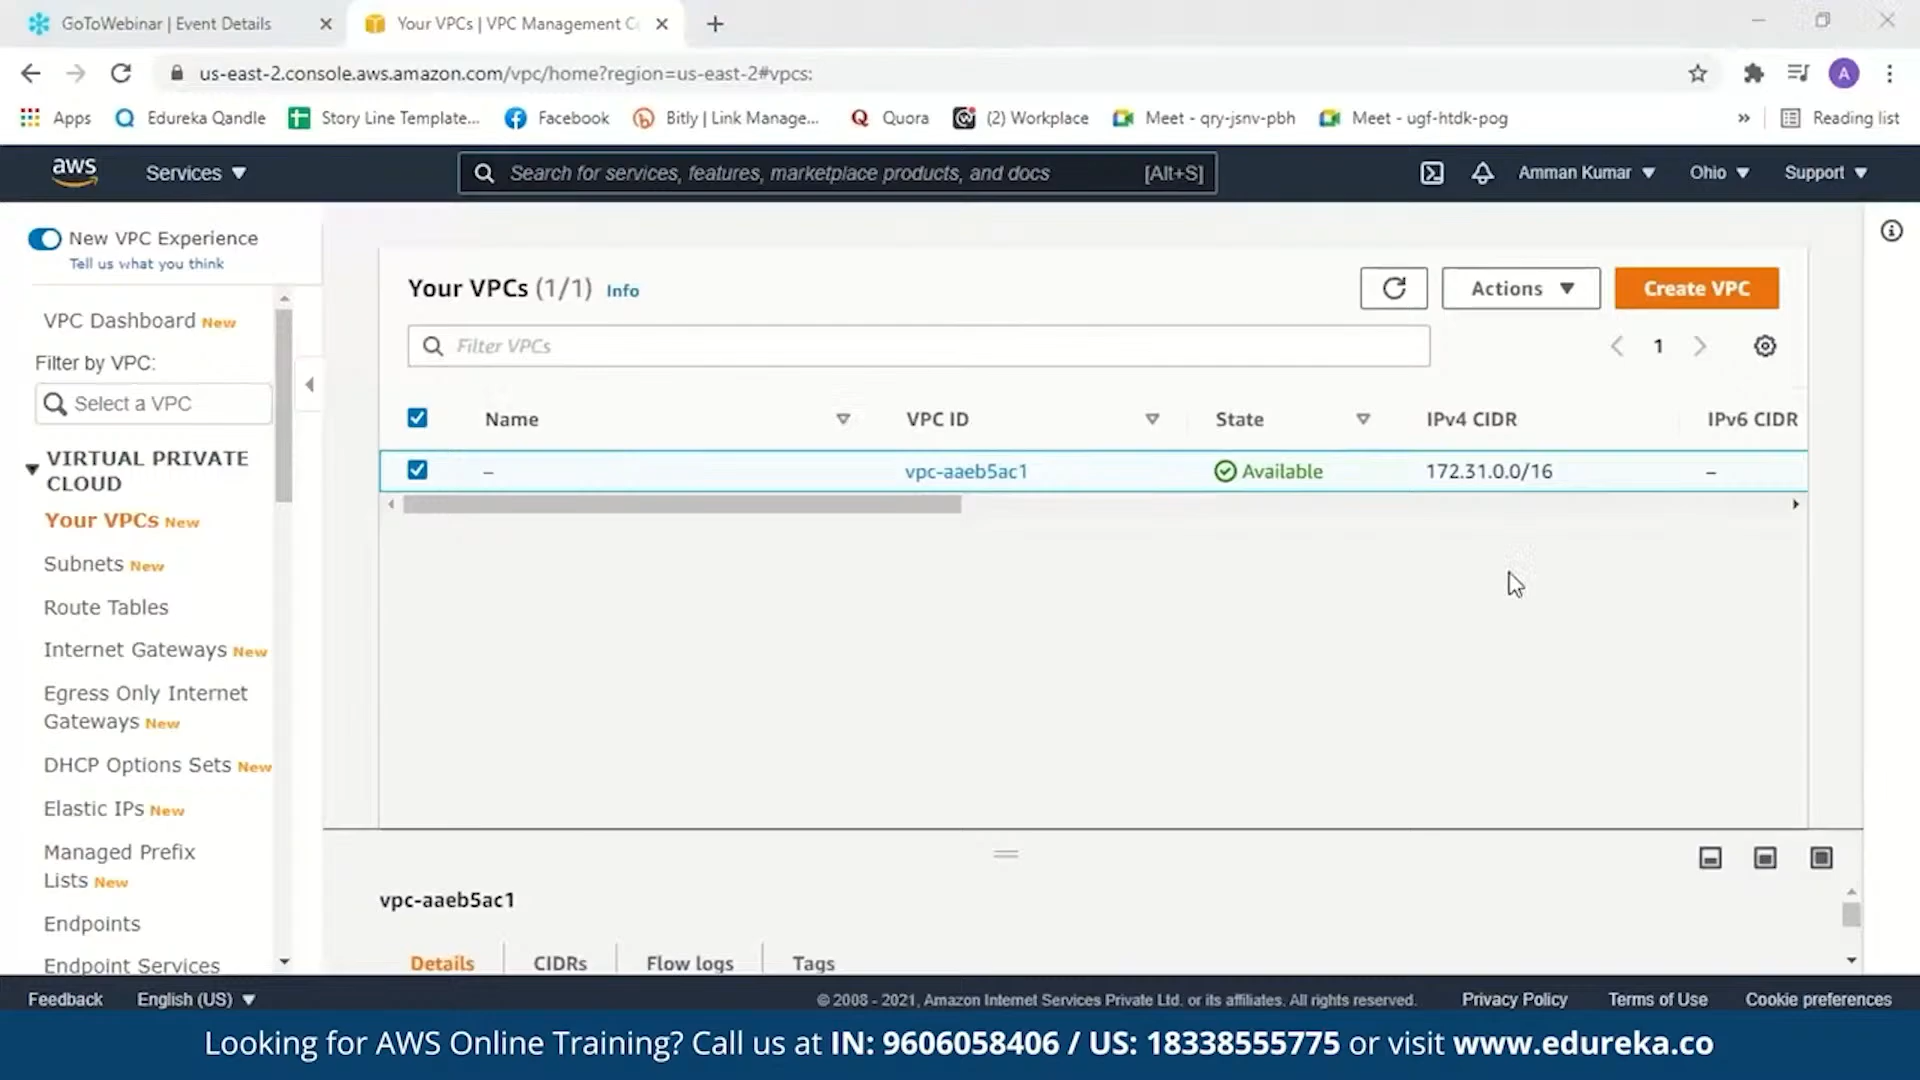 GoToWebinar | Event Details
Your VPCs | VPC Management C
us-east-2.console.aws.amazon.com/vpc/home?region=us-east-2#vpcs:
A
Apps
Edureka Qandle
Story Line Template...
Facebook
Bitly | Link Manage...
Quora
(2) Workplace
Meet - qry-jsnv-pbh
Meet - ugf-htdk-pog
»
Reading list
aws
Services
Search for services, features, marketplace products, and docs
[Alt+S]
Amman Kumar
Ohio
Support
New VPC Experience
Tell us what you think
VPC Dashboard New
Filter by VPC:
Select a VPC
VIRTUAL PRIVATE
CLOUD
Your VPCs New
Subnets New
Route Tables
Internet Gateways New
Egress Only Internet
Gateways New
DHCP Options Sets New
Elastic IPs New
Managed Prefix
Lists New
Endpoints
Endpoint Services
Your VPCs (1/1) Info
Actions
Create VPC
Filter VPCs
1
Name
VPC ID
State
IPv4 CIDR
IPv6 CIDR
–
vpc-aaeb5ac1
Available
172.31.0.0/16
–
vpc-aaeb5ac1
Details
CIDRs
Flow logs
Tags
Feedback
English (US)
© 2008 - 2021, Amazon Internet Services Private Ltd. or its affiliates. All rights reserved.
Privacy Policy
Terms of Use
Cookie preferences
Looking for AWS Online Training? Call us at IN: 9606058406 / US: 18338555775 or visit www.edureka.co